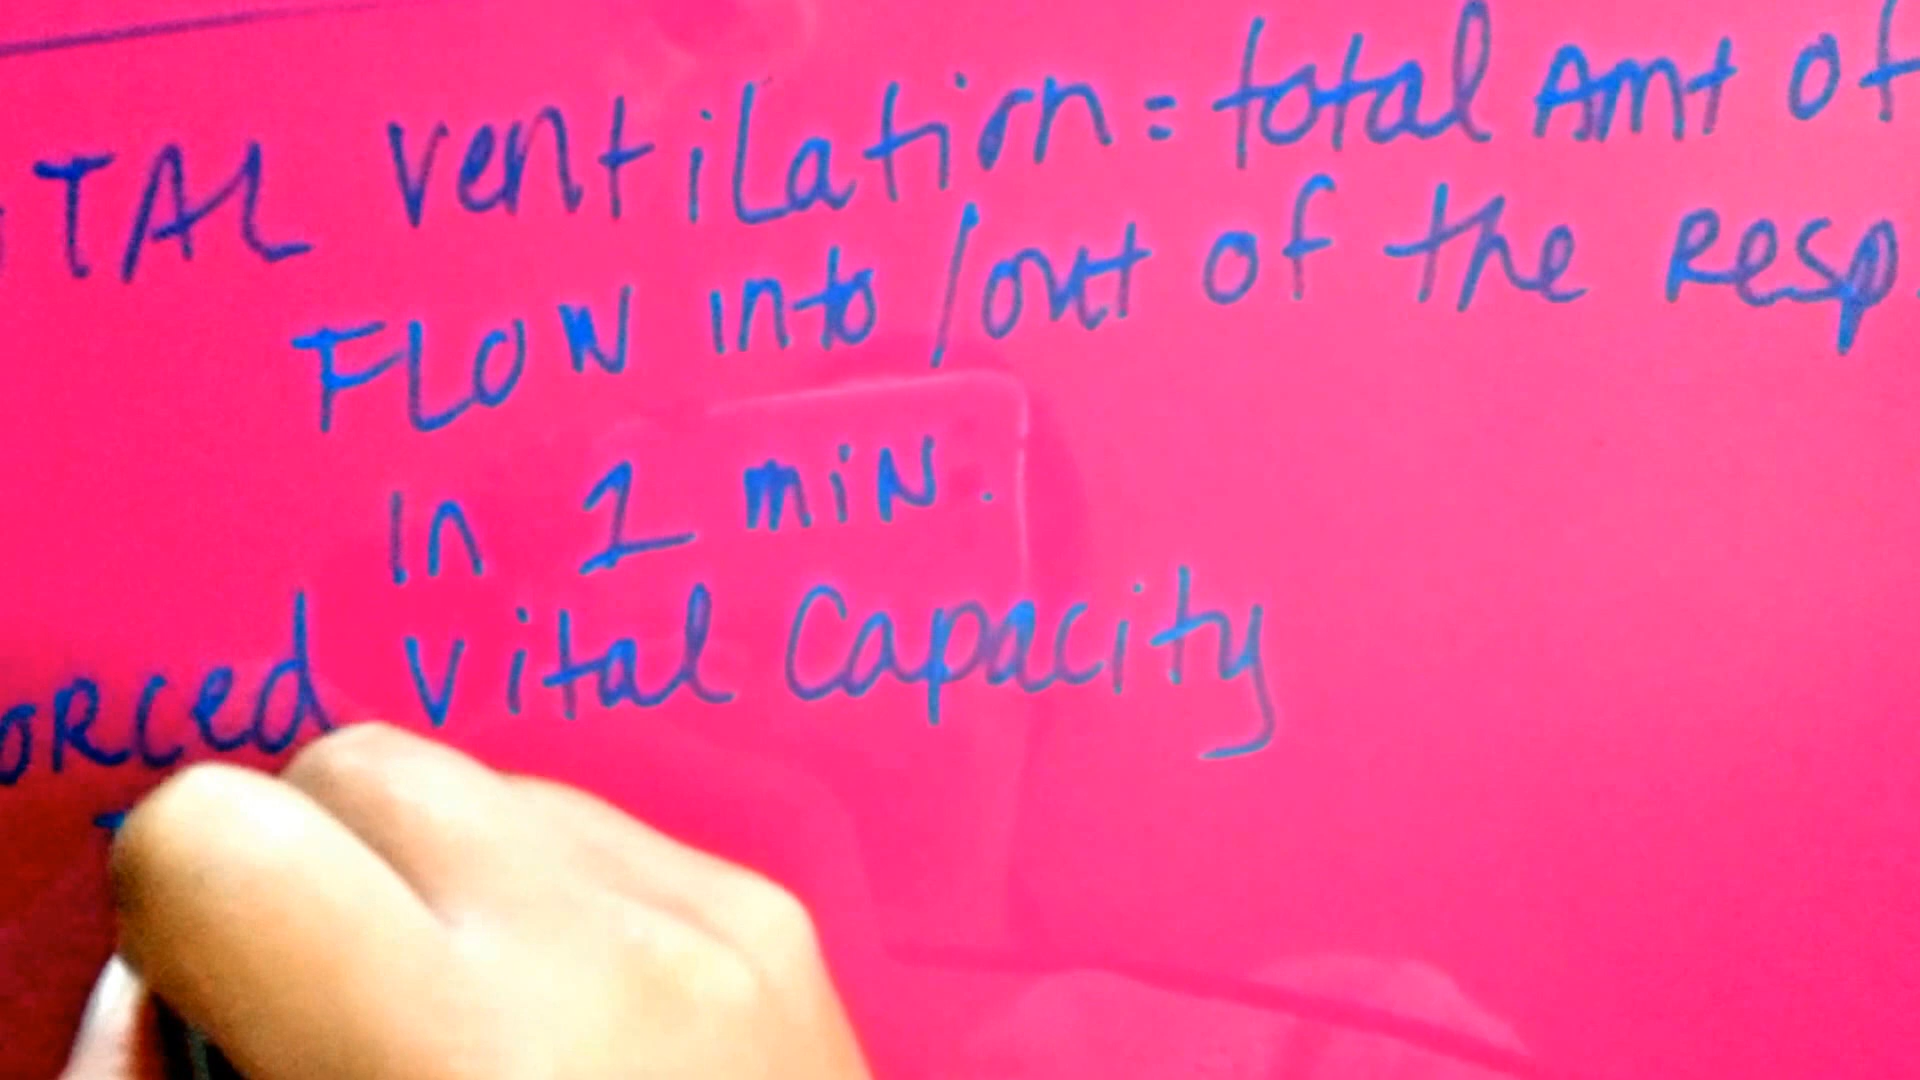 TAL ventilation = total Amt of
FLOW into / out of the Resp.
in 1 miN.
orced Vital Capacity